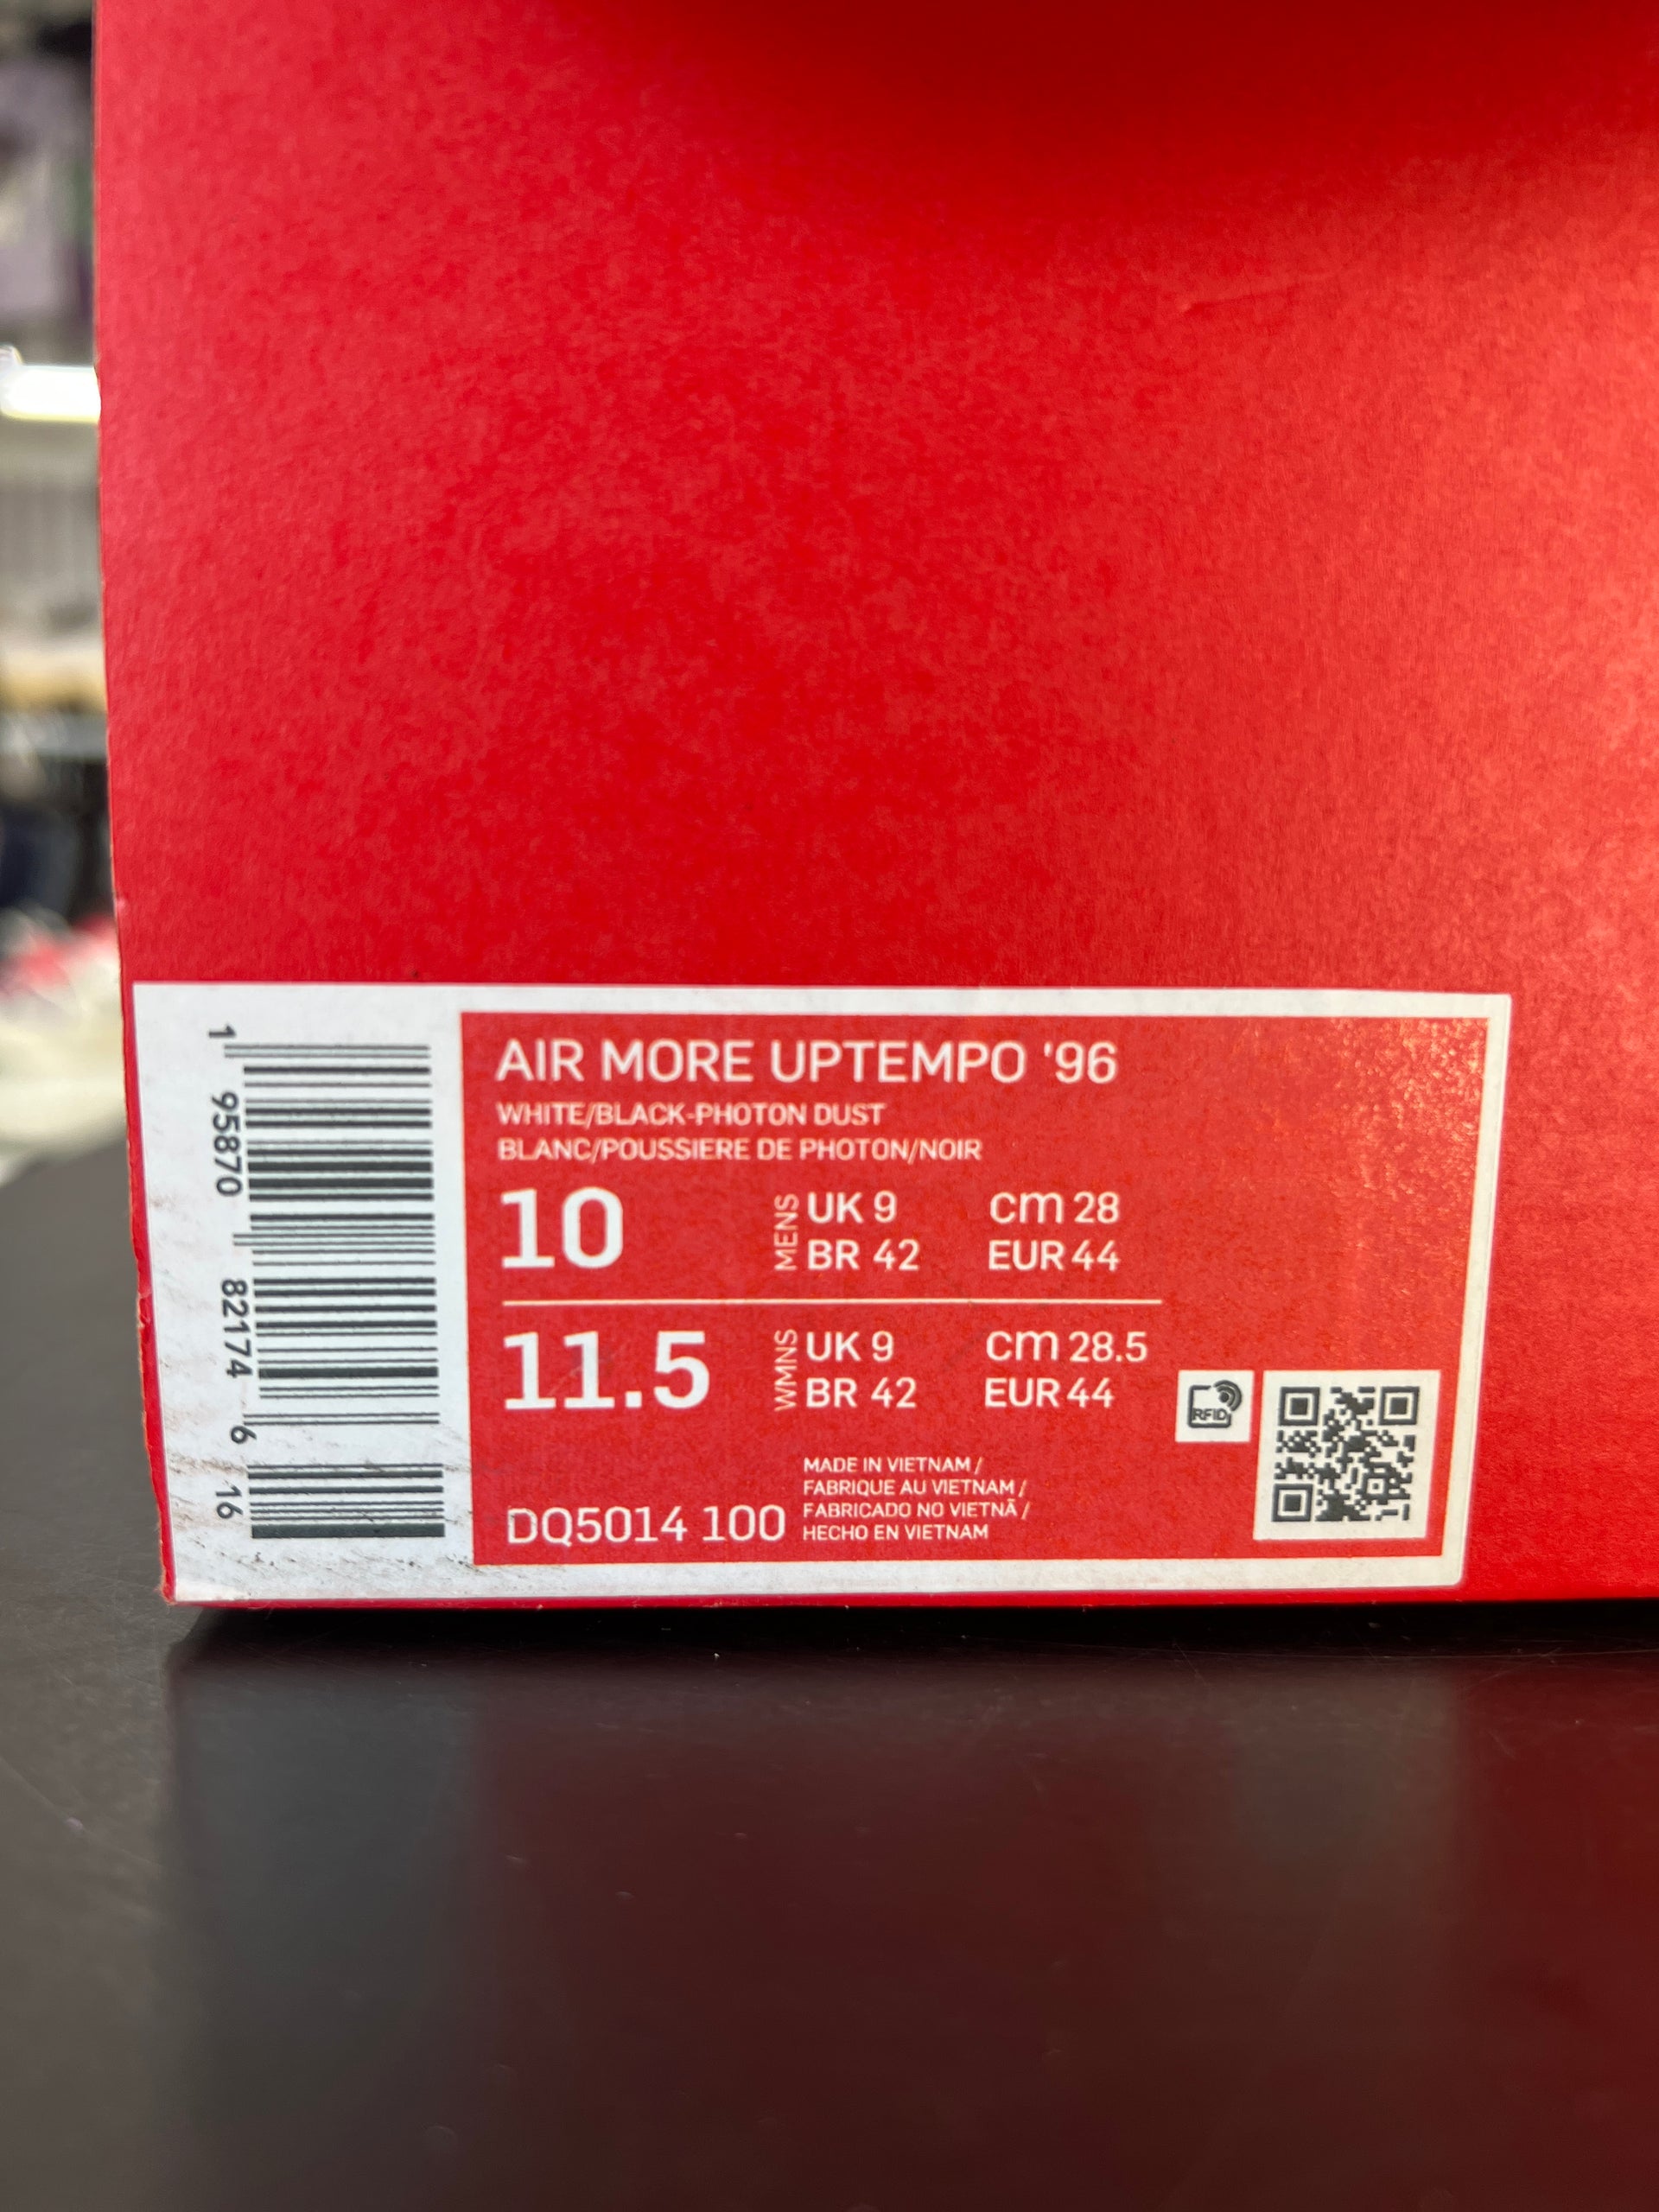 1 95870 82174 6 16
AIR MORE UPTEMPO '96
WHITE/BLACK-PHOTON DUST
BLANC/POUSSIERE DE PHOTON/NOIR
10 MENS UK 9 cm 28
BR 42 EUR 44
11.5 WMNS UK 9 cm 28.5
BR 42 EUR 44
RFID
MADE IN VIETNAM /
FABRIQUE AU VIETNAM /
FABRICADO NO VIETNÃ /
DQ5014 100 HECHO EN VIETNAM